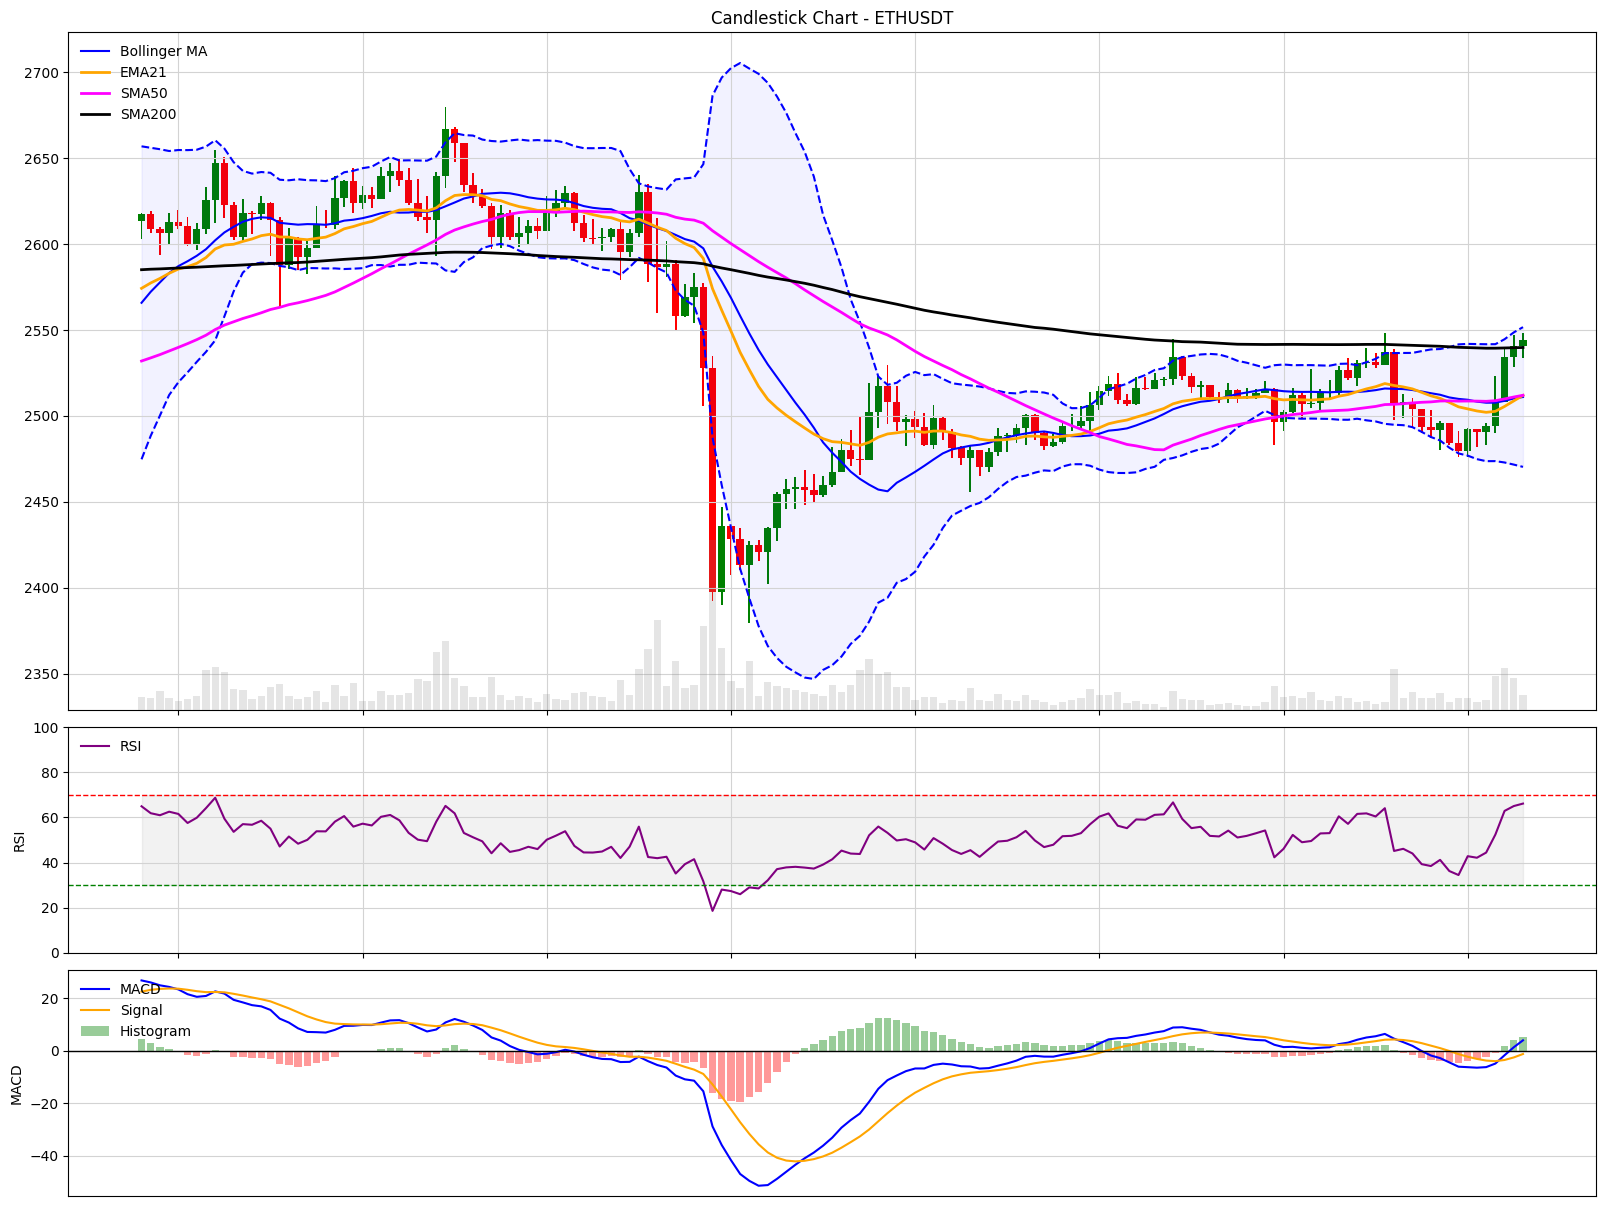 Candlestick Chart - ETHUSDT
Bollinger MA
EMA21
SMA50
SMA200
2700
2650
2600
2550
2500
2450
2400
2350
RSI
100
80
60
40
20
0
RSI
MACD
Signal
Histogram
20
0
−20
−40
MACD